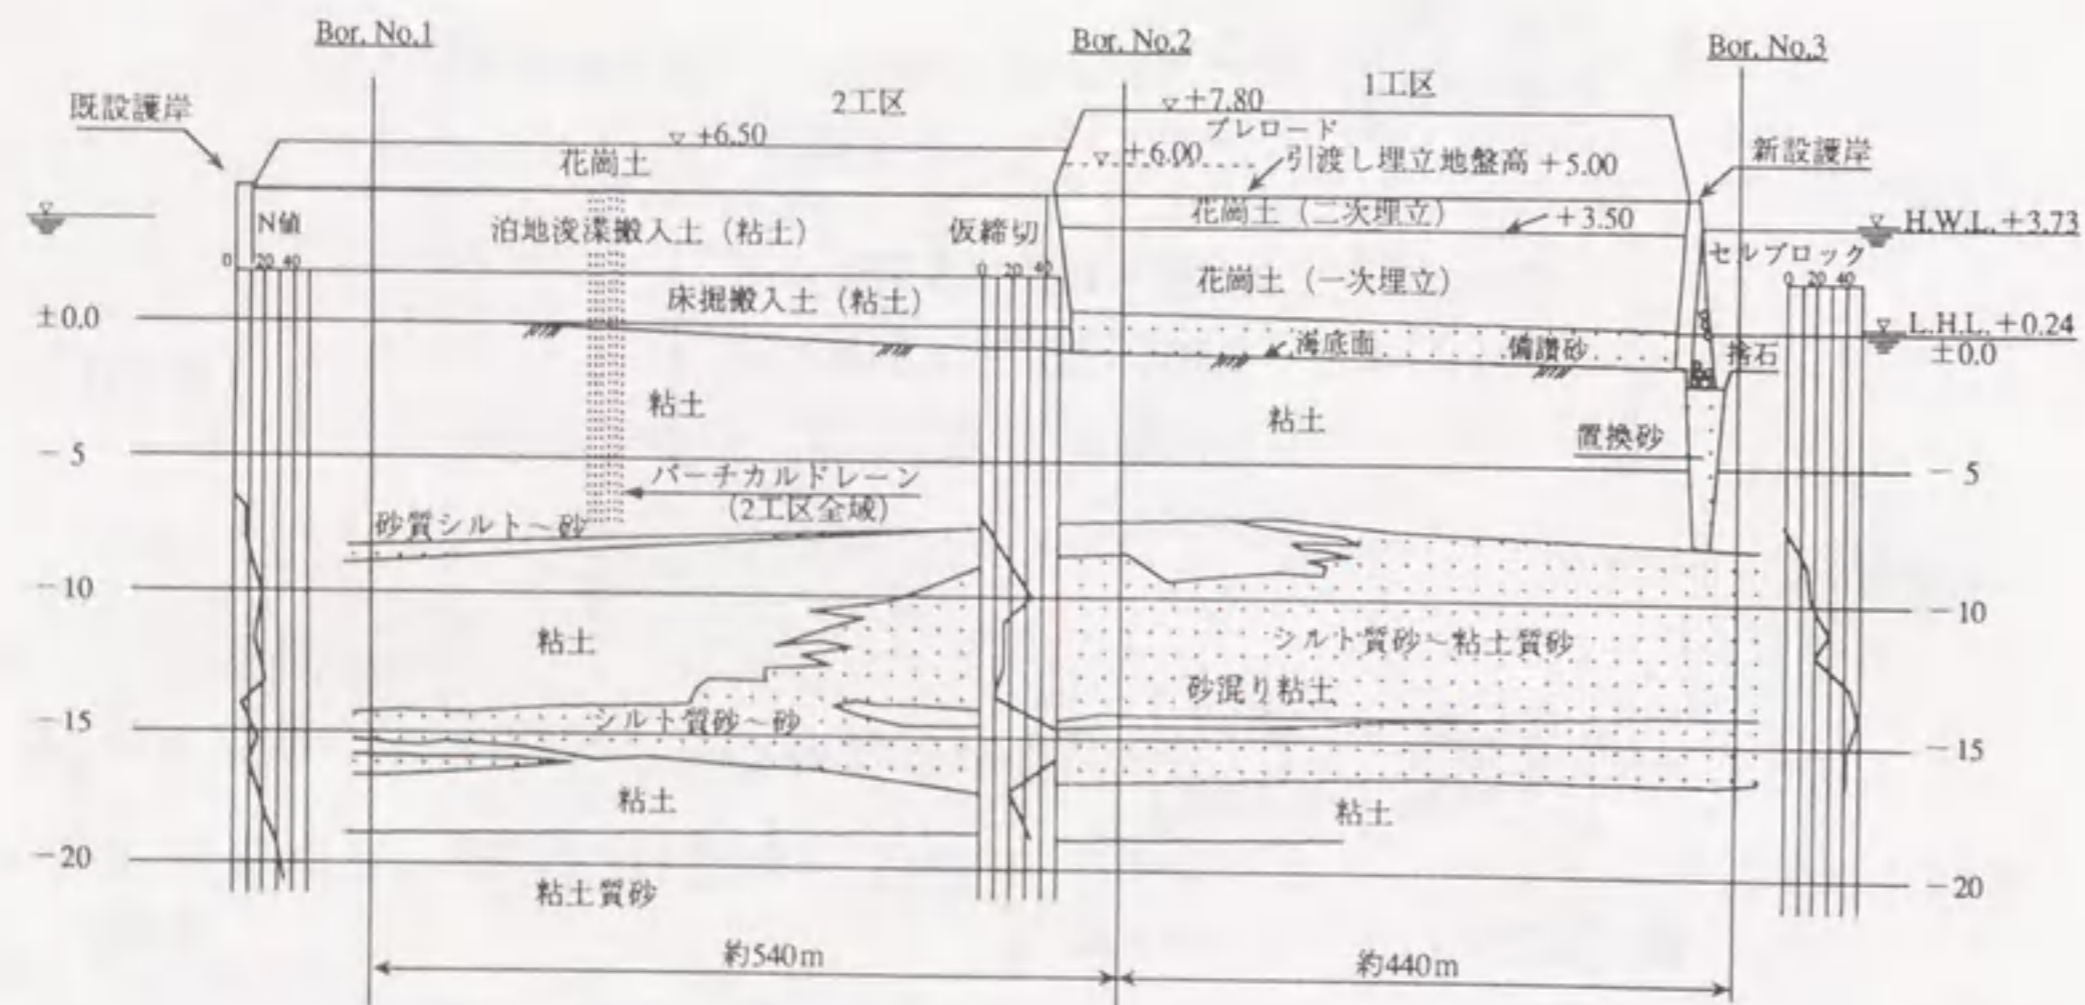 Bor. No.1
Bor. No.2
Bor. No.3
既設護岸
2工区
1工区
▽+7.80
プレロード
▽ +6.50
▽+6.00
花崗土
引渡し埋立地盤高 +5.00
新設護岸
N値
泊地浚渫搬入土（粘土）
仮締切
花崗土（二次埋立）
+3.50
▽ H.W.L. +3.73
セルブロック
0 20 40
0 20 40
0 20 40
床掘搬入土（粘土）
花崗土（一次埋立）
±0.0
▽ L.H.L. +0.24
±0.0
海底面
備讃砂
捨石
粘土
粘土
置換砂
－5
－5
バーチカルドレーン
（2工区全域）
砂質シルト～砂
－10
－10
粘土
シルト質砂～粘土質砂
砂混り粘土
シルト質砂～砂
－15
－15
粘土
粘土
－20
－20
粘土質砂
約540m
約440m